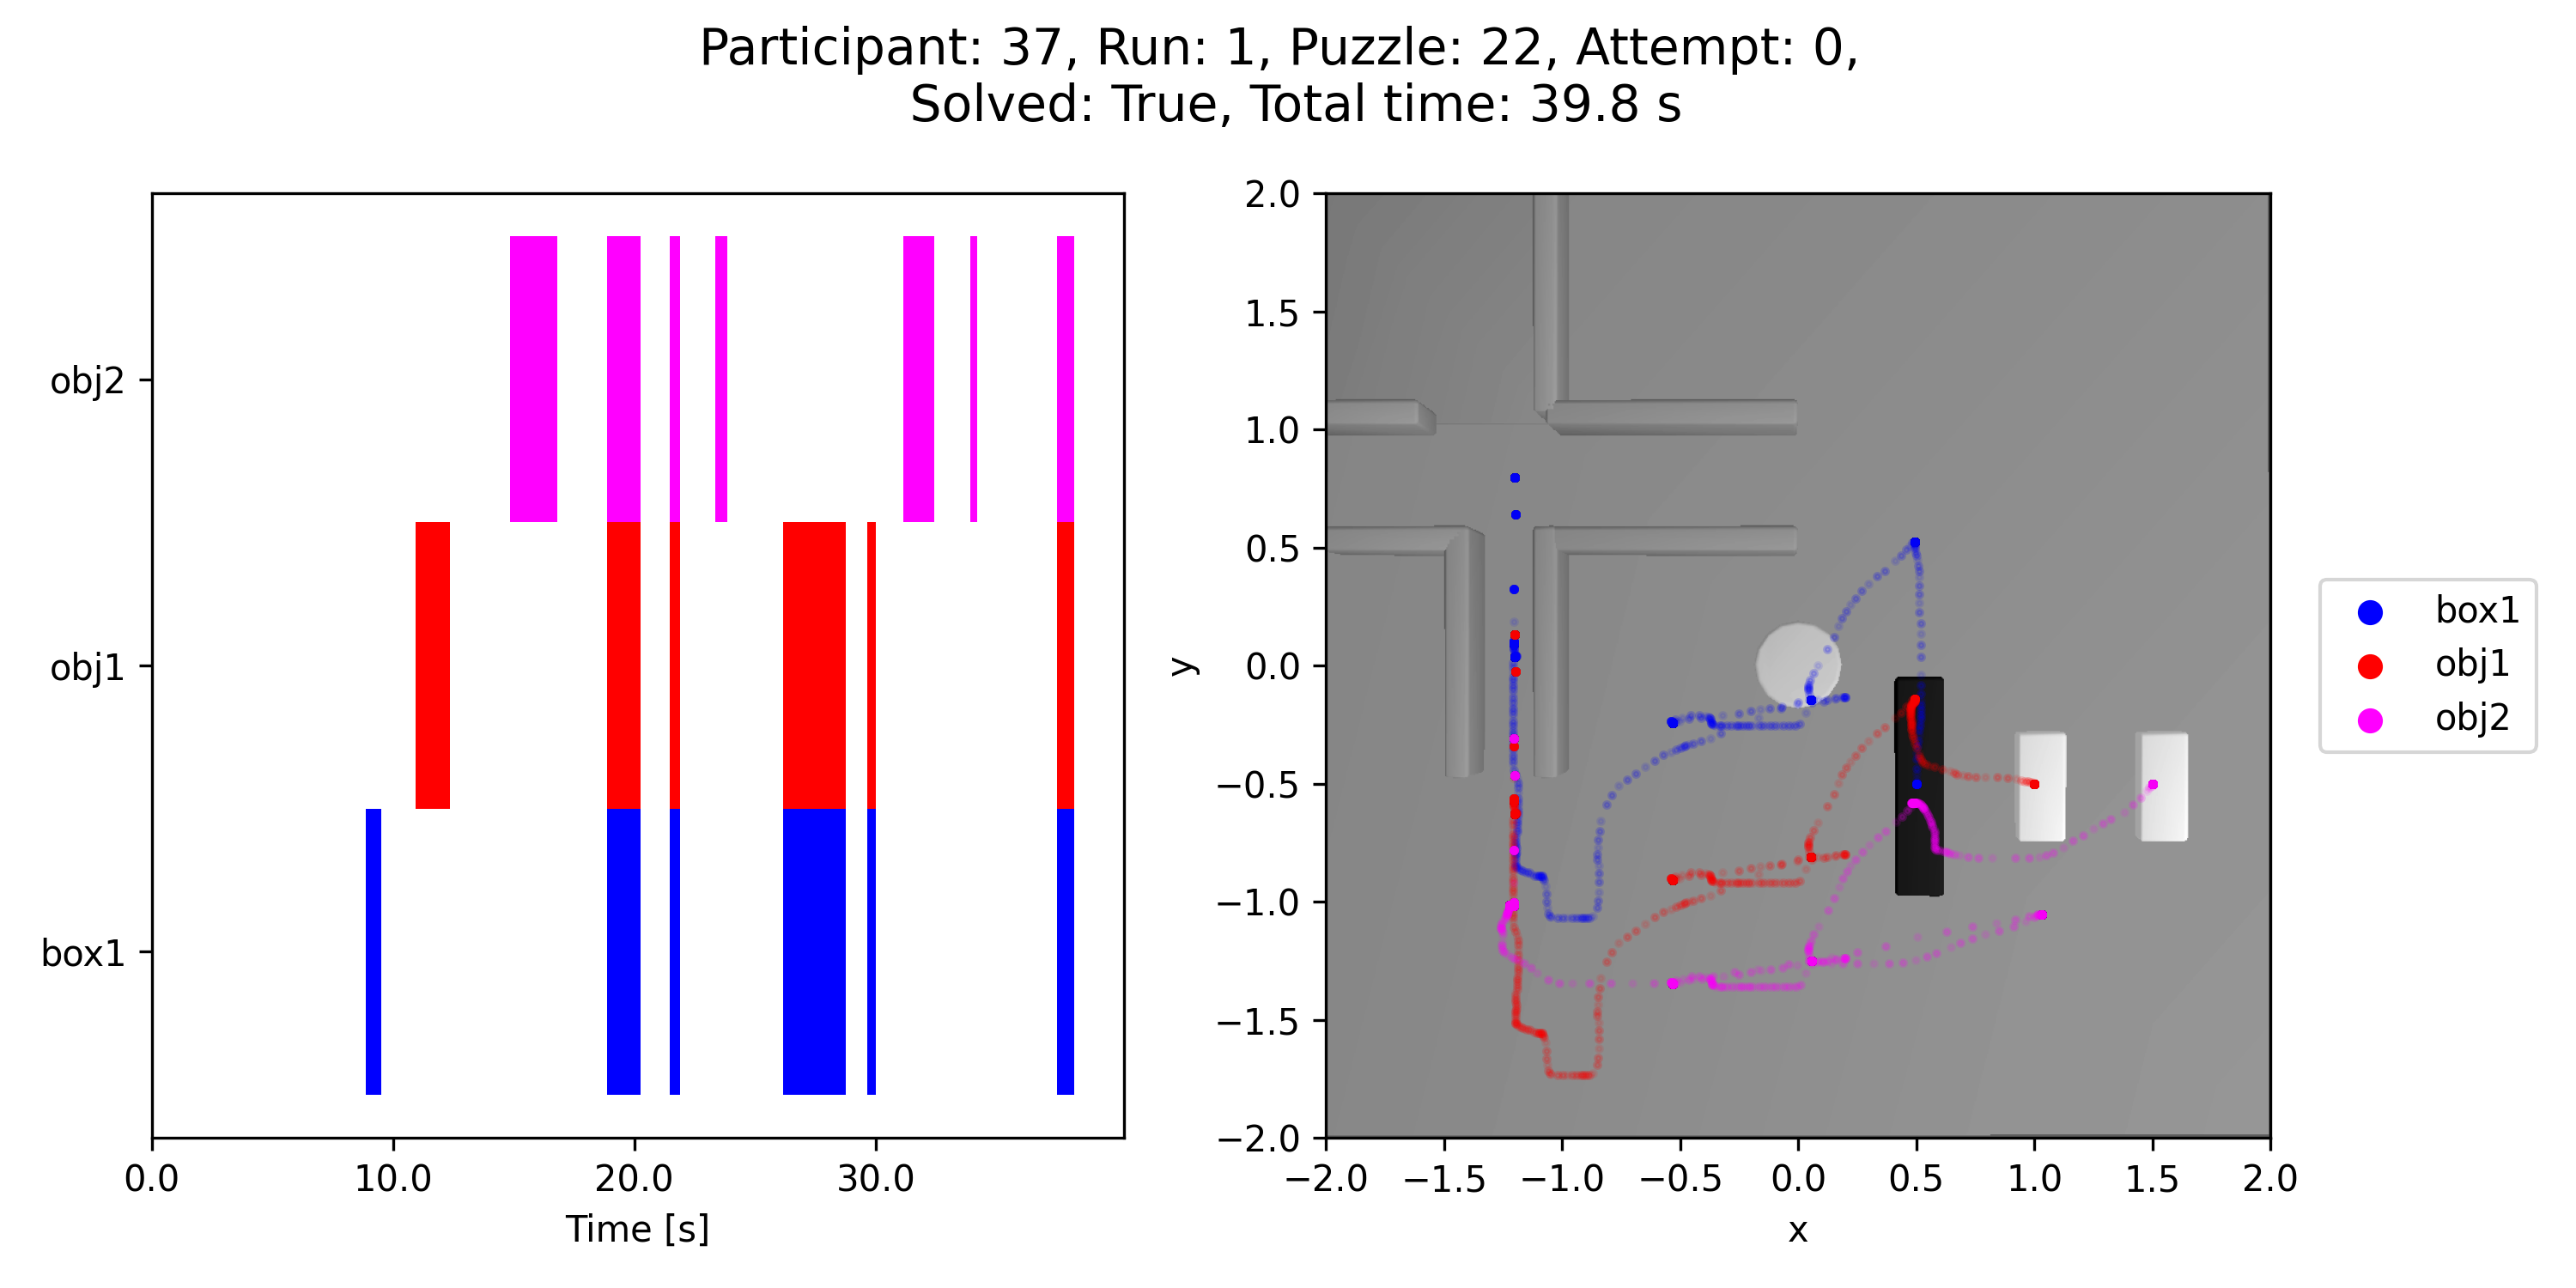 Participant: 37, Run: 1, Puzzle: 22, Attempt: 0,
Solved: True, Total time: 39.8 s
obj2
obj1
box1
0.0 10.0 20.0 30.0
Time [s]
2.0
1.5
1.0
0.5
0.0
−0.5
−1.0
−1.5
−2.0
y
−2.0 −1.5 −1.0 −0.5 0.0 0.5 1.0 1.5 2.0
x
box1
obj1
obj2